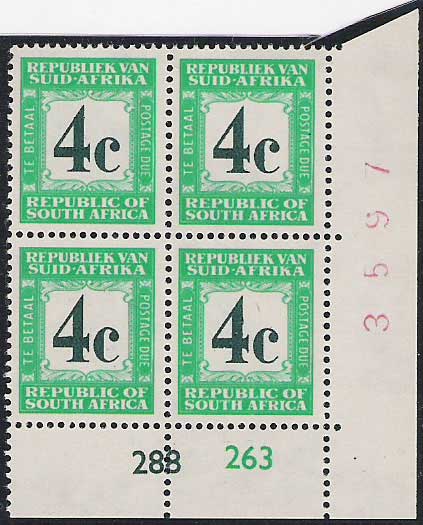 REPUBLIEK VAN
SUID-AFRIKA
TE BETAAL
4c
POSTAGE DUE
REPUBLIC OF
SOUTH AFRICA
REPUBLIEK VAN
SUID-AFRIKA
TE BETAAL
4c
POSTAGE DUE
REPUBLIC OF
SOUTH AFRICA
REPUBLIEK VAN
SUID-AFRIKA
TE BETAAL
4c
POSTAGE DUE
REPUBLIC OF
SOUTH AFRICA
REPUBLIEK VAN
SUID-AFRIKA
TE BETAAL
4c
POSTAGE DUE
REPUBLIC OF
SOUTH AFRICA
3597
288
263